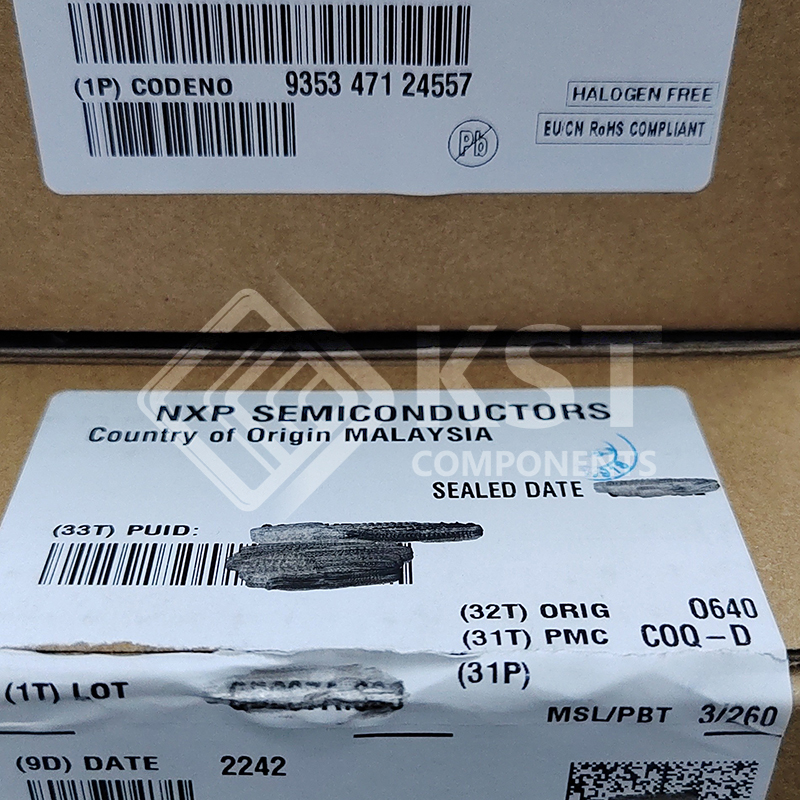 (1P) CODENO 9353 471 24557
HALOGEN FREE
Pb
EU/CN RoHS COMPLIANT
KST
COMPONENTS
NXP SEMICONDUCTORS
Country of Origin MALAYSIA
SEALED DATE
(33T) PUID:
(32T) ORIG 0640
(31T) PMC COQ-D
(31P)
(1T) LOT
MSL/PBT 3/260
(9D) DATE 2242